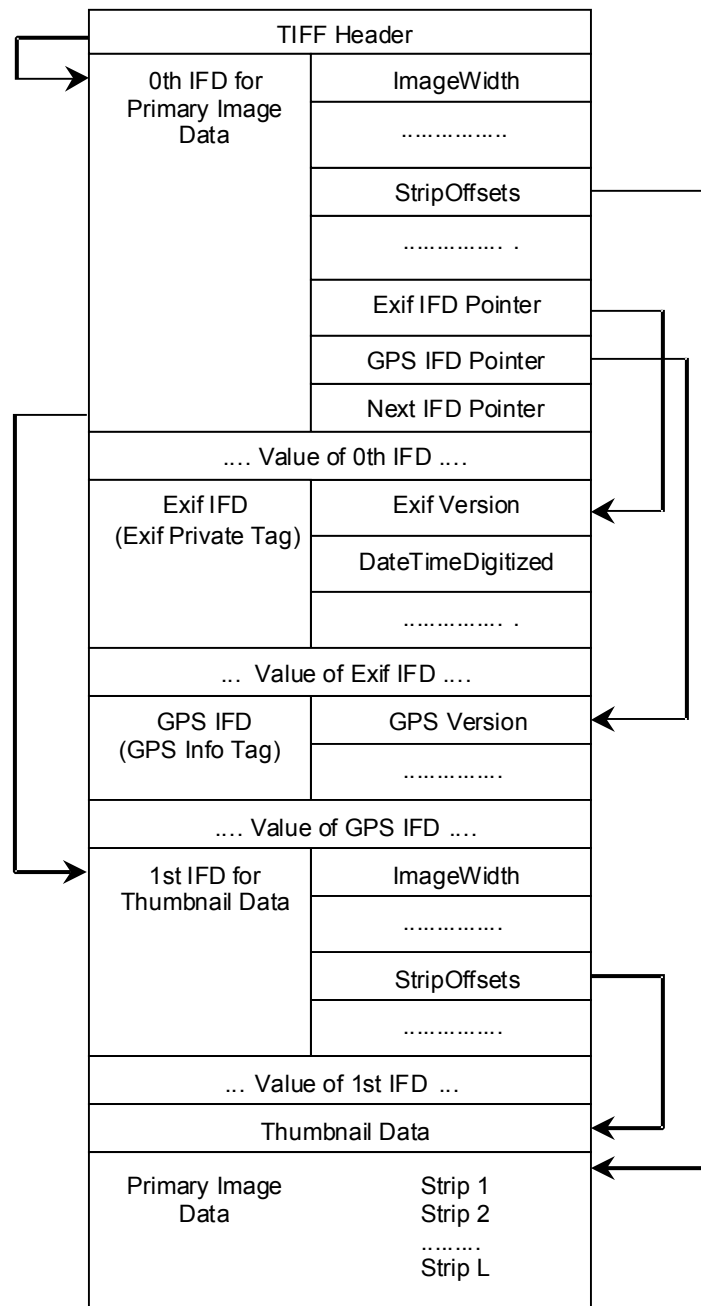 TIFF Header
0th IFD for
Primary Image
Data
ImageWidth
..............
StripOffsets
............. .
Exif IFD Pointer
GPS IFD Pointer
Next IFD Pointer
.... Value of 0th IFD ....
Exif IFD
(Exif Private Tag)
Exif Version
DateTimeDigitized
............. .
... Value of Exif IFD ....
GPS IFD
(GPS Info Tag)
GPS Version
.............
.... Value of GPS IFD ....
1st IFD for
Thumbnail Data
ImageWidth
.............
StripOffsets
.............
... Value of 1st IFD ...
Thumbnail Data
Primary Image
Data
Strip 1
Strip 2
.........
Strip L